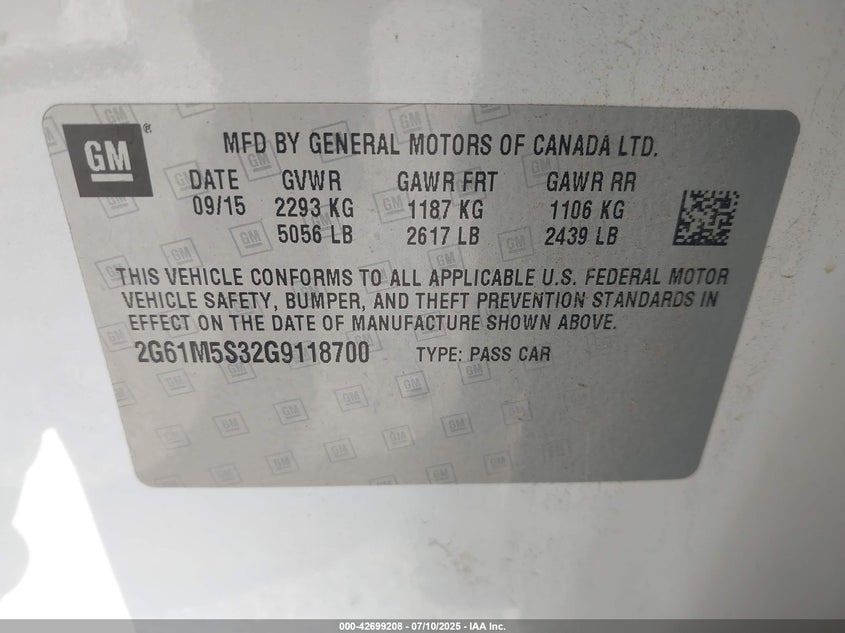 GM
MFD BY GENERAL MOTORS OF CANADA LTD.
DATE GVWR GAWR FRT GAWR RR
09/15 2293 KG 1187 KG 1106 KG
5056 LB 2617 LB 2439 LB
THIS VEHICLE CONFORMS TO ALL APPLICABLE U.S. FEDERAL MOTOR
VEHICLE SAFETY, BUMPER, AND THEFT PREVENTION STANDARDS IN
EFFECT ON THE DATE OF MANUFACTURE SHOWN ABOVE.
2G61M5S32G9118700 TYPE: PASS CAR
000-42699208 - 07/10/2025 - IAA Inc.